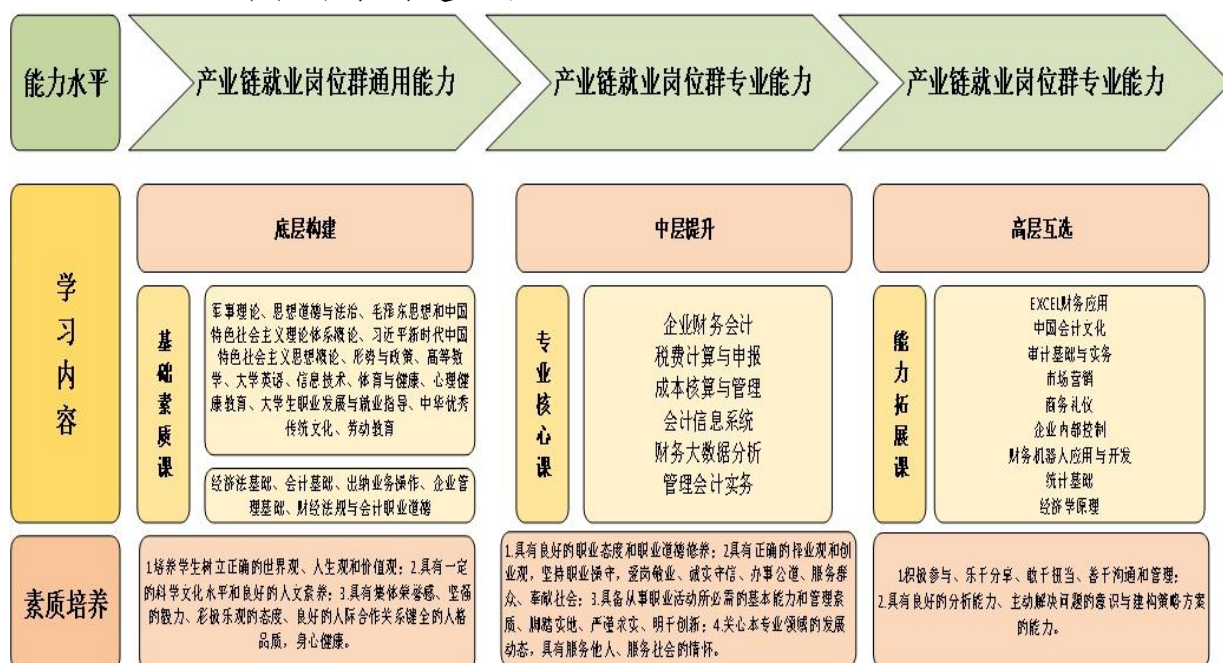 能力水平
产业链就业岗位群通用能力
产业链就业岗位群专业能力
产业链就业岗位群专业能力
学
习
内
容
底层构建
基
础
素
质
课
军事理论、思想道德与法治、毛泽东思想和中国
特色社会主义理论体系概论、习近平新时代中国
特色社会主义思想概论、形势与政策、高等数
学、大学英语、信息技术、体育与健康、心理健
康教育、大学生职业发展与就业指导、中华优秀
传统文化、劳动教育
经济法基础、会计基础、出纳业务操作、企业管
理基础、财经法规与会计职业道德
中层提升
专
业
核
心
课
企业财务会计
税费计算与申报
成本核算与管理
会计信息系统
财务大数据分析
管理会计实务
高层互选
能
力
拓
展
课
EXCEL财务应用
中国会计文化
审计基础与实务
市场营销
商务礼仪
企业内部控制
财务机器人应用与开发
统计基础
经济学原理
素质培养
1.培养学生树立正确的世界观、人生观和价值观；2.具有一定
的科学文化水平和良好的人文素养；3.具有集体荣誉感、坚强
的毅力、积极乐观的态度、良好的人际合作关系健全的人格
品质，身心健康。
1.具有良好的职业态度和职业道德修养；2具有正确的择业观和创
业观，坚持职业操守，爱岗敬业、诚实守信、办事公道、服务群
众、奉献社会；3.具备从事职业活动所必需的基本能力和管理素
质、脚踏实地、严谨求实、明于创新；4.关心本专业领域的发展
动态，具有服务他人、服务社会的情怀。
1积极参与、乐于分享、敢于担当、善于沟通和管理；
2.具有良好的分析能力、主动解决问题的意识与建构策略方案
的能力。